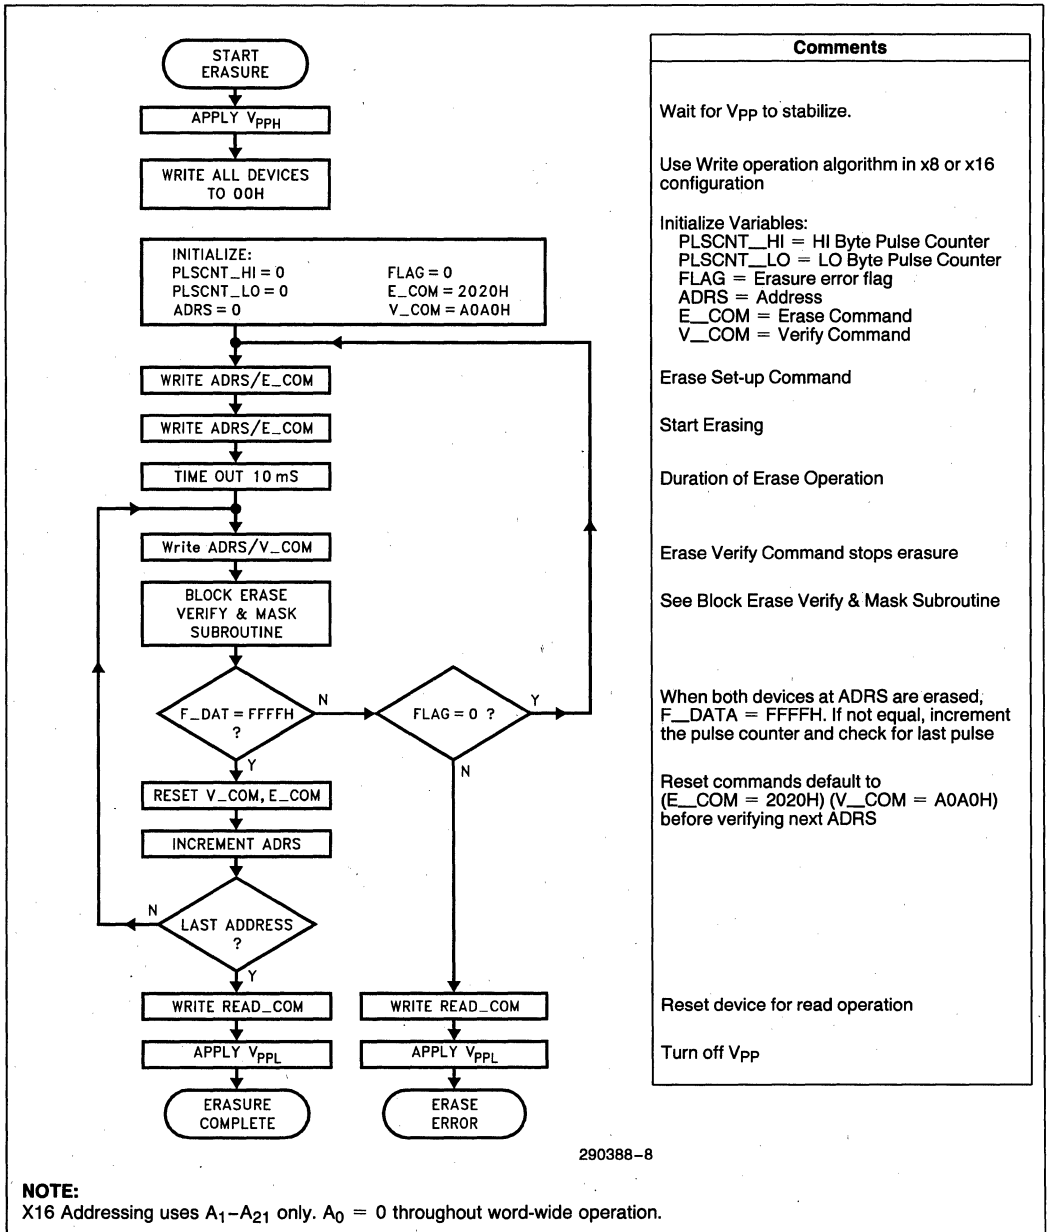 START
ERASURE
APPLY VPPH
WRITE ALL DEVICES
TO 00H
INITIALIZE:
PLSCNT_HI = 0 FLAG = 0
PLSCNT_LO = 0 E_COM = 2020H
ADRS = 0 V_COM = A0A0H
WRITE ADRS/E_COM
WRITE ADRS/E_COM
TIME OUT 10 mS
Write ADRS/V_COM
BLOCK ERASE
VERIFY & MASK
SUBROUTINE
F_DAT = FFFFH
?
N
Y
FLAG = 0 ?
Y
N
RESET V_COM, E_COM
INCREMENT ADRS
LAST ADDRESS
?
N
Y
WRITE READ_COM
APPLY VPPL
ERASURE
COMPLETE
WRITE READ_COM
APPLY VPPL
ERASE
ERROR
Comments
Wait for VPP to stabilize.
Use Write operation algorithm in x8 or x16
configuration
Initialize Variables:
PLSCNT__HI = HI Byte Pulse Counter
PLSCNT__LO = LO Byte Pulse Counter
FLAG = Erasure error flag
ADRS = Address
E__COM = Erase Command
V__COM = Verify Command
Erase Set-up Command
Start Erasing
Duration of Erase Operation
Erase Verify Command stops erasure
See Block Erase Verify & Mask Subroutine
When both devices at ADRS are erased,
F__DATA = FFFFH. If not equal, increment
the pulse counter and check for last pulse
Reset commands default to
(E__COM = 2020H) (V__COM = A0A0H)
before verifying next ADRS
Reset device for read operation
Turn off VPP
290388–8
NOTE:
X16 Addressing uses A1–A21 only. A0 = 0 throughout word-wide operation.